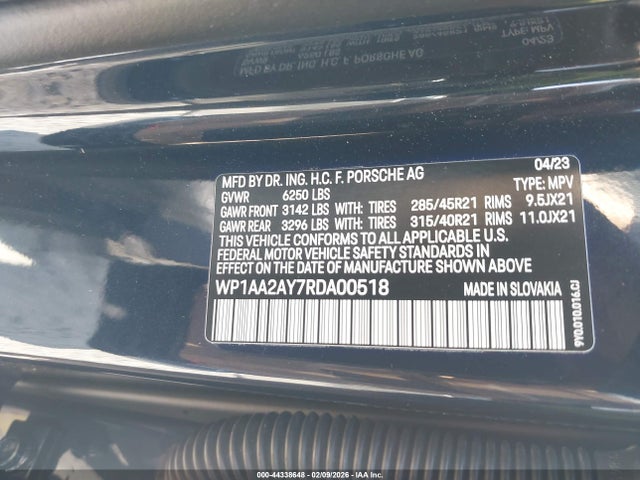 MFD BY DR. ING. H.C. F. PORSCHE AG 04/23
GVWR 6250 LBS TYPE: MPV
GAWR FRONT 3142 LBS WITH: TIRES 285/45R21 RIMS 9.5JX21
GAWR REAR 3296 LBS WITH: TIRES 315/40R21 RIMS 11.0JX21
THIS VEHICLE CONFORMS TO ALL APPLICABLE U.S.
FEDERAL MOTOR VEHICLE SAFETY STANDARDS IN
EFFECT ON THE DATE OF MANUFACTURE SHOWN ABOVE
WP1AA2AY7RDA00518 MADE IN SLOVAKIA
9Y0.010.016.CJ
000-44338648 - 02/09/2026 - IAA Inc.